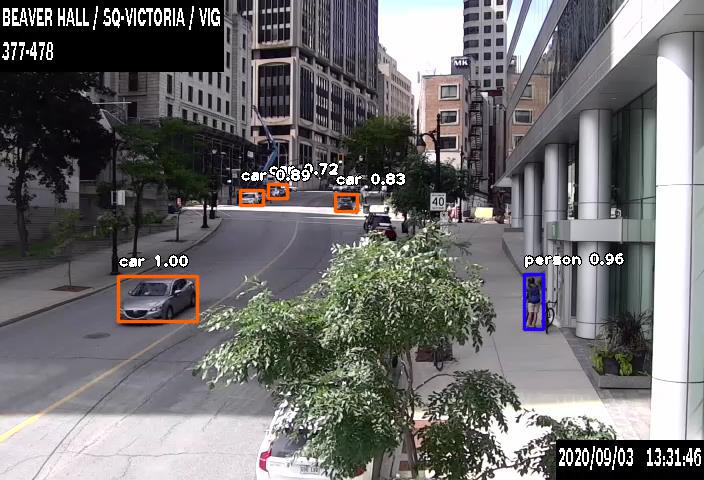 BEAVER HALL / SQ-VICTORIA / VIG
377-478
MK
car 0.72
car 0.89
car 0.83
40
car 1.00
person 0.96
2020/09/03 13:31:46